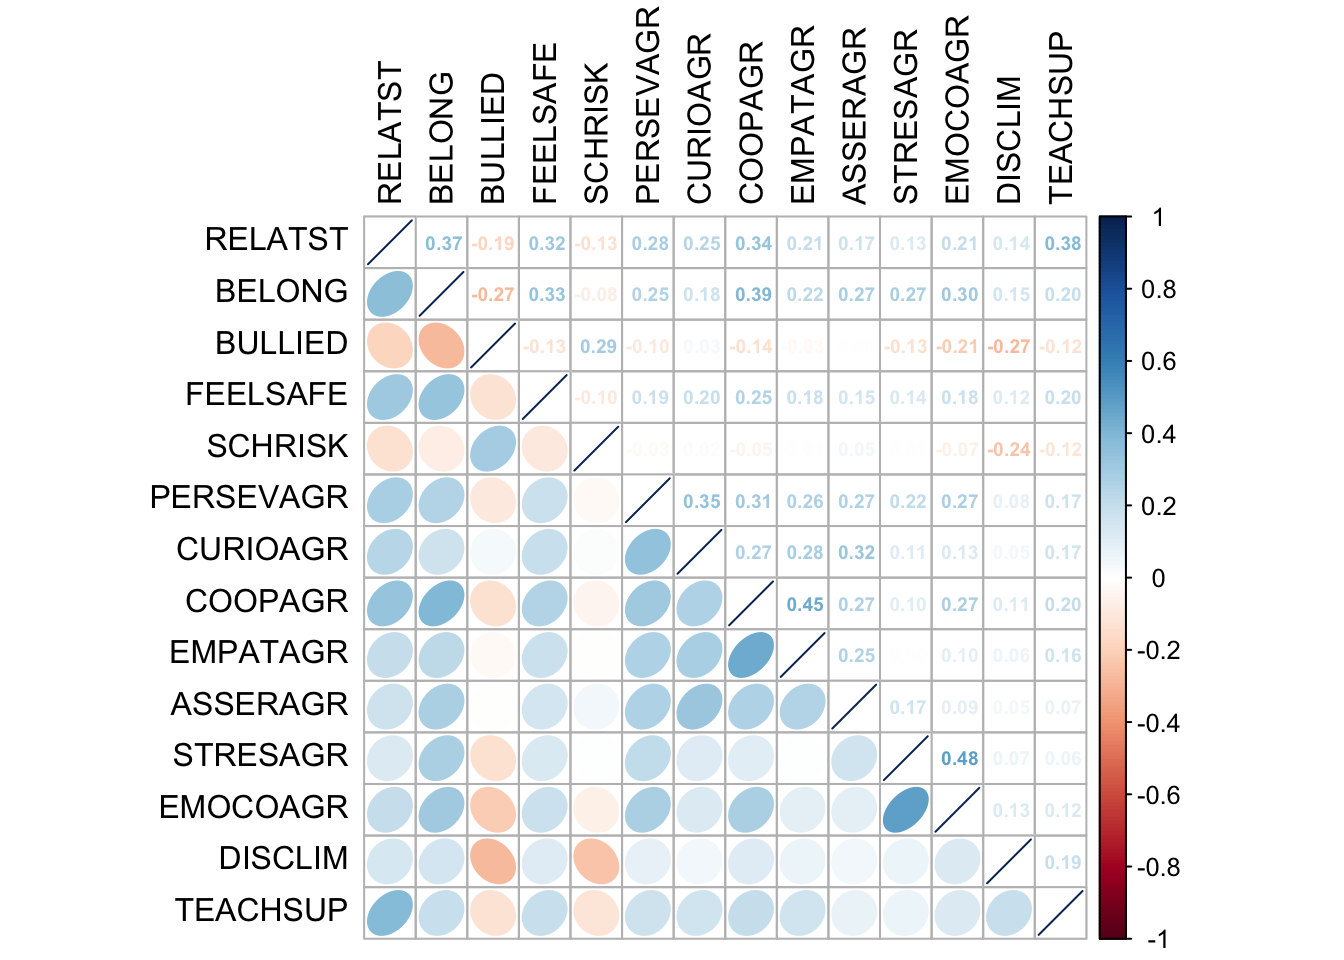 RELATST BELONG BULLIED FEELSAFE SCHRISK PERSEVAGR CURIOAGR COOPAGR EMPATAGR ASSERAGR STRESAGR EMOCOAGR DISCLIM TEACHSUP
RELATST 0.37 -0.19 0.32 -0.13 0.28 0.25 0.34 0.21 0.17 0.13 0.21 0.14 0.38
BELONG -0.27 0.33 -0.08 0.25 0.18 0.39 0.22 0.27 0.27 0.30 0.15 0.20
BULLIED -0.13 0.29 -0.10 0.03 -0.14 -0.03 -0.13 -0.21 -0.27 -0.12
FEELSAFE -0.10 0.19 0.20 0.25 0.18 0.15 0.14 0.18 0.12 0.20
SCHRISK -0.03 -0.05 0.05 -0.07 -0.24 -0.12
PERSEVAGR 0.35 0.31 0.26 0.27 0.22 0.27 0.08 0.17
CURIOAGR 0.27 0.28 0.32 0.11 0.13 0.05 0.17
COOPAGR 0.45 0.27 0.10 0.27 0.11 0.20
EMPATAGR 0.25 0.10 0.06 0.16
ASSERAGR 0.17 0.09 0.05 0.07
STRESAGR 0.48 0.07 0.06
EMOCOAGR 0.13 0.12
DISCLIM 0.19
TEACHSUP
1
0.8
0.6
0.4
0.2
0
-0.2
-0.4
-0.6
-0.8
-1